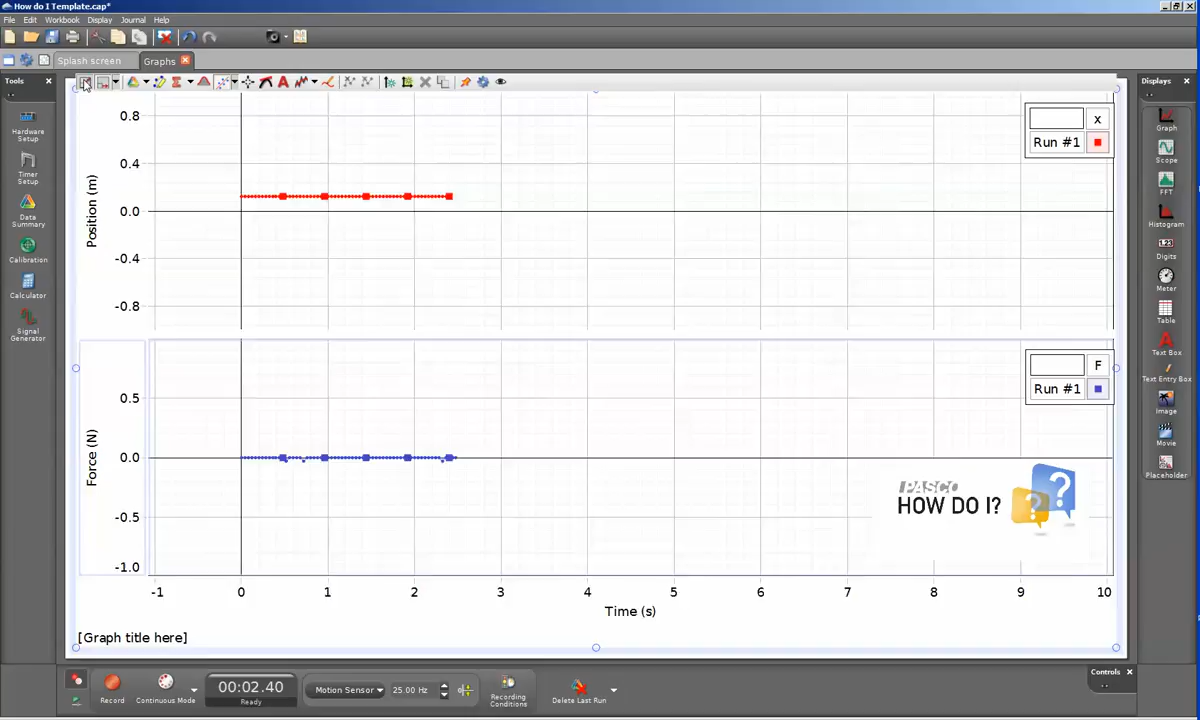 How do I Template.cap*
File Edit Workbook Display Journal Help
Splash screen Graphs
Tools
Displays
Hardware Setup
Timer Setup
Data Summary
Calibration
Calculator
Signal Generator
Graph
Scope
FFT
Histogram
1.23
Digits
Meter
Table
Text Box
Text Entry Box
Image
Movie
Placeholder
Position (m)
0.8
0.4
0.0
-0.4
-0.8
x
Run #1
Force (N)
0.5
0.0
-0.5
-1.0
F
Run #1
PASCO
HOW DO I?
-1 0 1 2 3 4 5 6 7 8 9 10
Time (s)
[Graph title here]
Record
Continuous Mode
00:02.40
Ready
Motion Sensor
25.00 Hz
Recording Conditions
Delete Last Run
Controls